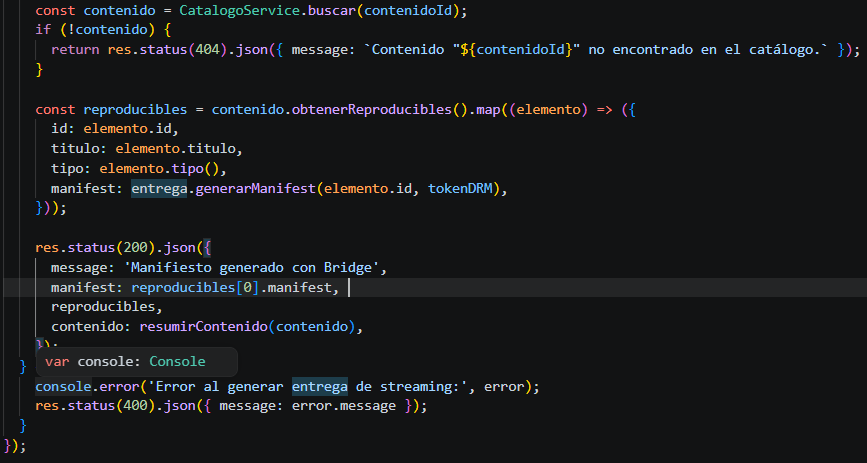 const contenido = CatalogoService.buscar(contenidoId);
if (!contenido) {
return res.status(404).json({ message: `Contenido "${contenidoId}" no encontrado en el catálogo.` });
}
const reproducibles = contenido.obtenerReproducibles().map((elemento) => ({
id: elemento.id,
titulo: elemento.titulo,
tipo: elemento.tipo(),
manifest: entrega.generarManifest(elemento.id, tokenDRM),
}));
res.status(200).json({
message: 'Manifiesto generado con Bridge',
manifest: reproducibles[0].manifest,
reproducibles,
contenido: resumirContenido(contenido),
});
var console: Console
}
console.error('Error al generar entrega de streaming:', error);
res.status(400).json({ message: error.message });
}
});